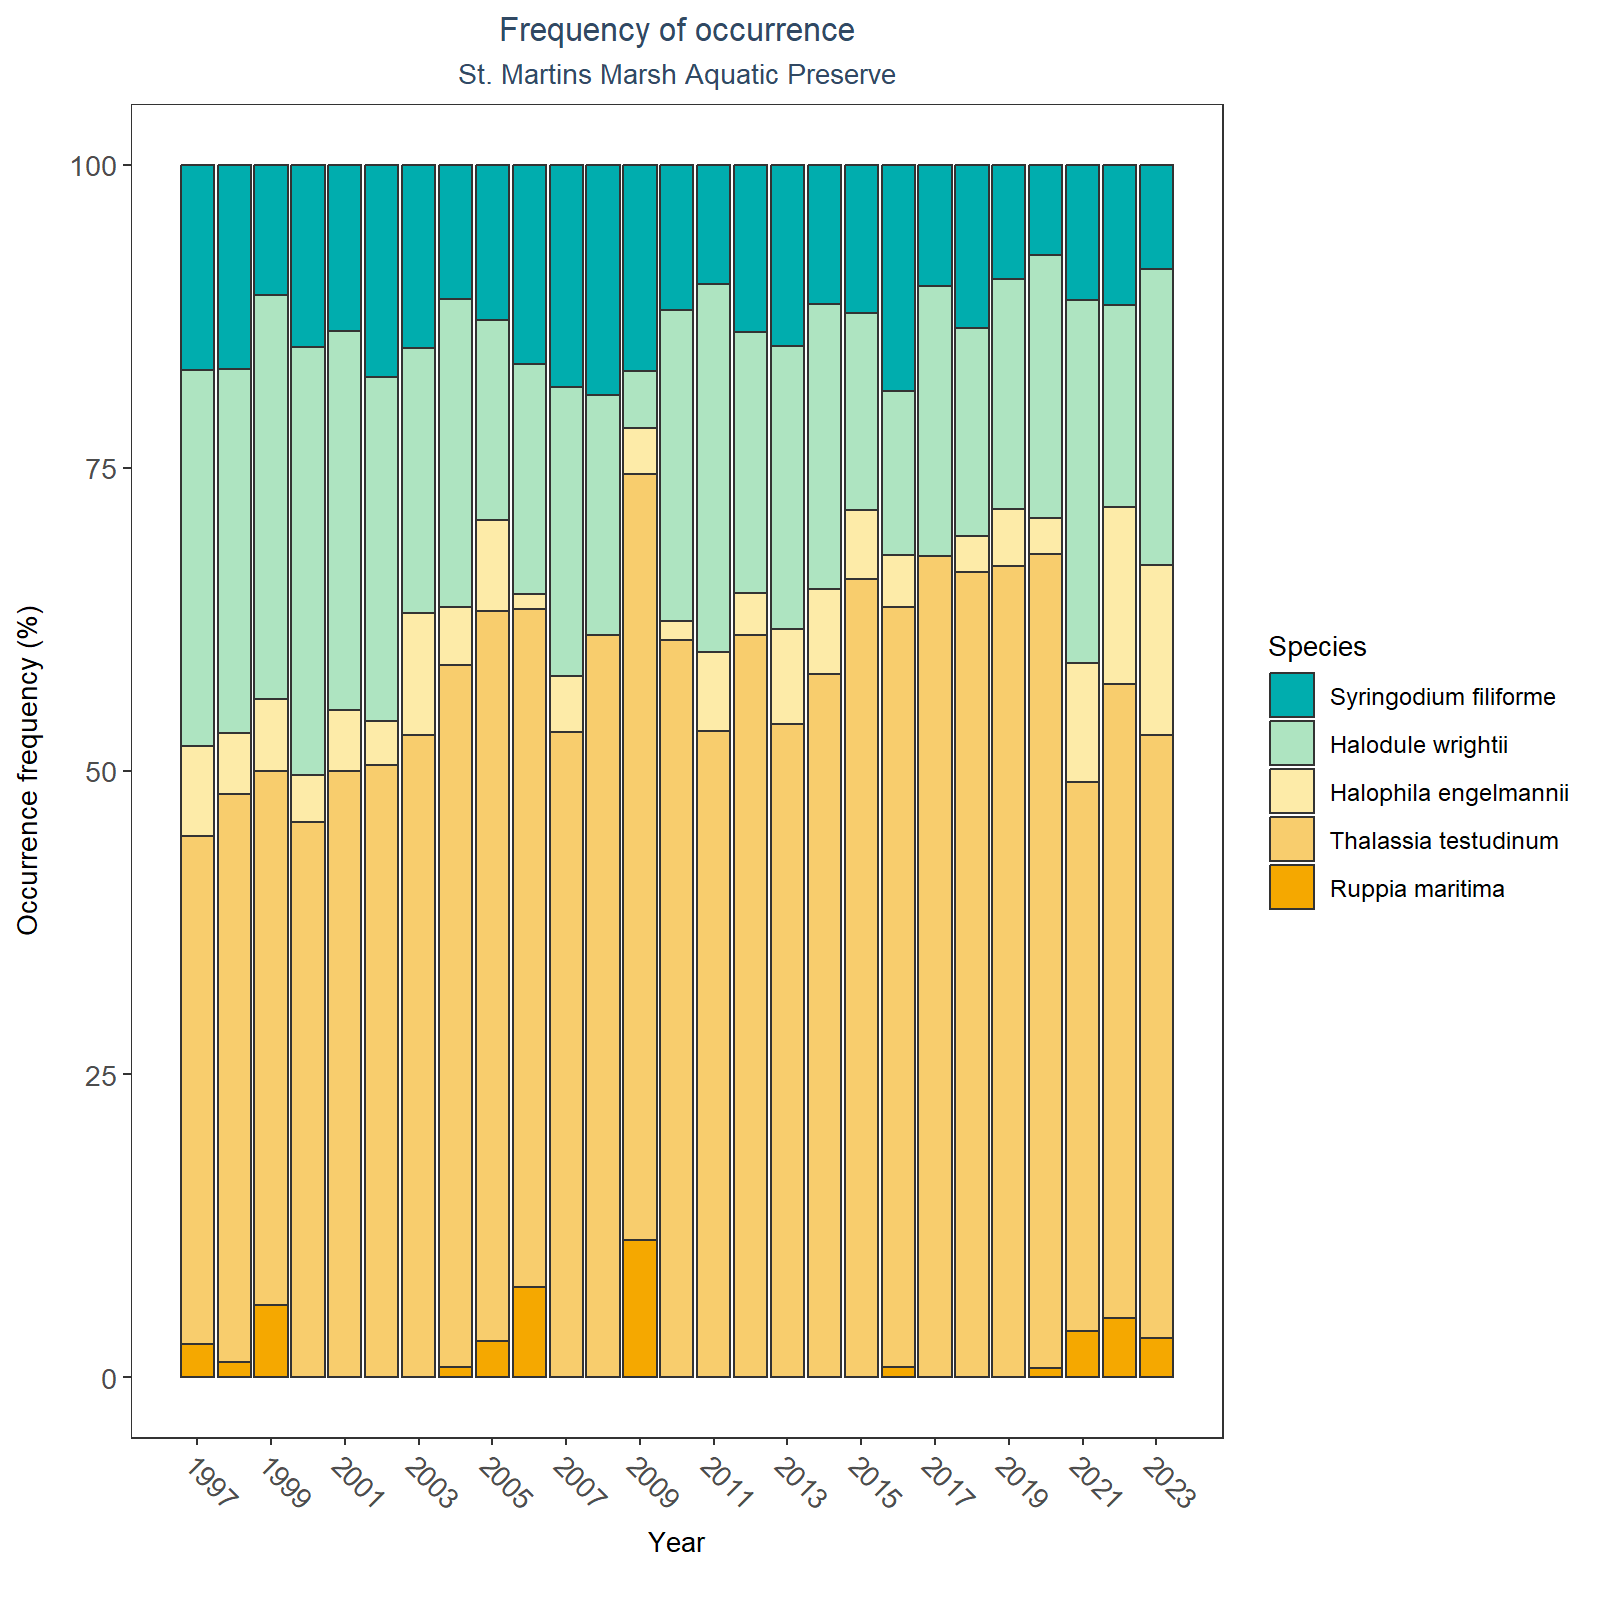 Frequency of occurrence
St. Martins Marsh Aquatic Preserve
Occurrence frequency (%)
100
75
50
25
0
1997
1999
2001
2003
2005
2007
2009
2011
2013
2015
2017
2019
2021
2023
Year
Species
Syringodium filiforme
Halodule wrightii
Halophila engelmannii
Thalassia testudinum
Ruppia maritima